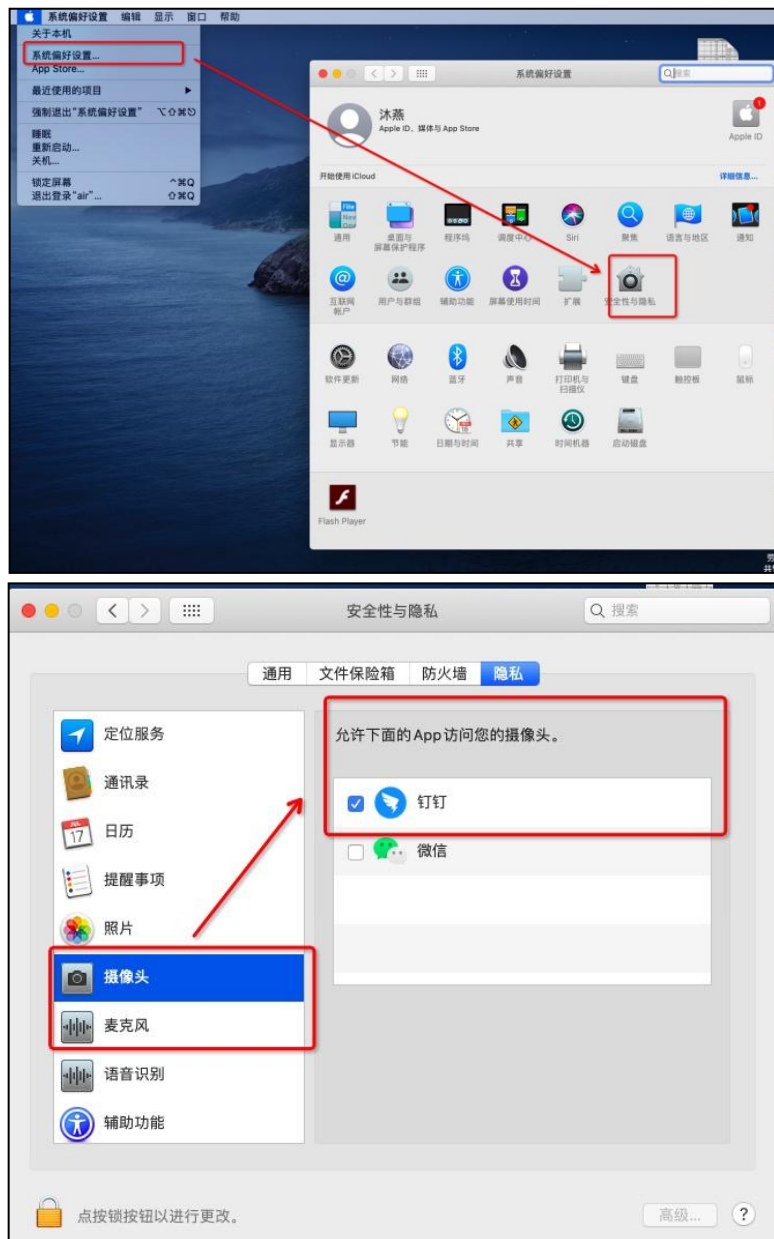 系统偏好设置 编辑 显示 窗口 帮助
关于本机
系统偏好设置...
App Store...
最近使用的项目
强制退出"系统偏好设置" ⌥⇧⌘⎋
睡眠
重新启动...
关机...
锁定屏幕 ^⌘Q
退出登录"air"... ⇧⌘Q
系统偏好设置
搜索
沐燕
Apple ID、媒体与 App Store
1
Apple ID
开始使用 iCloud
详细信息...
通用 桌面与屏幕保护程序 程序坞 调度中心 Siri 聚焦 语言与地区 通知
互联网帐户 用户与群组 辅助功能 屏幕使用时间 扩展 安全性与隐私
软件更新 网络 蓝牙 声音 打印机与扫描仪 键盘 触控板 鼠标
显示器 节能 日期与时间 共享 时间机器 启动磁盘
Flash Player
安全性与隐私
搜索
通用 文件保险箱 防火墙 隐私
定位服务
通讯录
日历
提醒事项
照片
摄像头
麦克风
语音识别
辅助功能
允许下面的App访问您的摄像头。
钉钉
微信
点按锁按钮以进行更改。
高级... ?